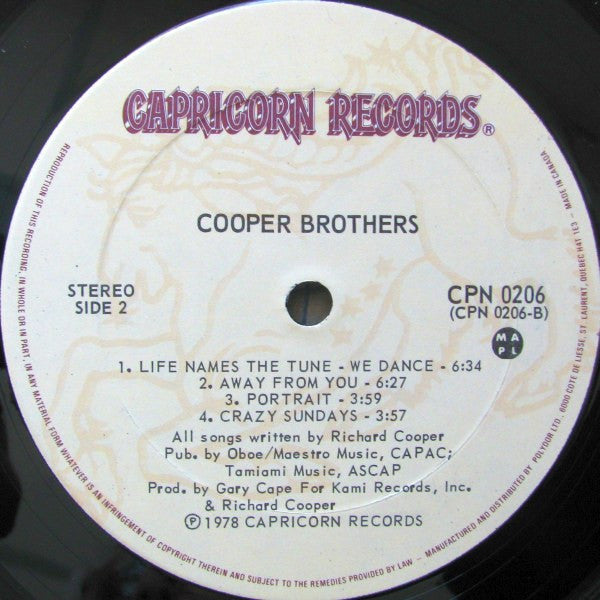 CAPRICORN RECORDS®
COOPER BROTHERS
STEREO
SIDE 2
CPN 0206
(CPN 0206-B)
M A
P L
1. LIFE NAMES THE TUNE - WE DANCE - 6:34
2. AWAY FROM YOU - 6:27
3. PORTRAIT - 3:59
4. CRAZY SUNDAYS - 3:57
All songs written by Richard Cooper
Pub. by Oboe/Maestro Music, CAPAC;
Tamiami Music, ASCAP
Prod. by Gary Cape For Kami Records, Inc.
& Richard Cooper
Ⓟ 1978 CAPRICORN RECORDS
REPRODUCTION OF THIS RECORDING, IN WHOLE OR IN PART, IN ANY MATERIAL FORM WHATEVER IS AN INFRINGEMENT OF COPYRIGHT THEREIN AND SUBJECT TO THE REMEDIES PROVIDED BY LAW – MANUFACTURED AND DISTRIBUTED BY POLYDOR LTD. 6000 COTE DE LIESSE, ST. LAURENT, QUEBEC H4T 1E3 – MADE IN CANADA